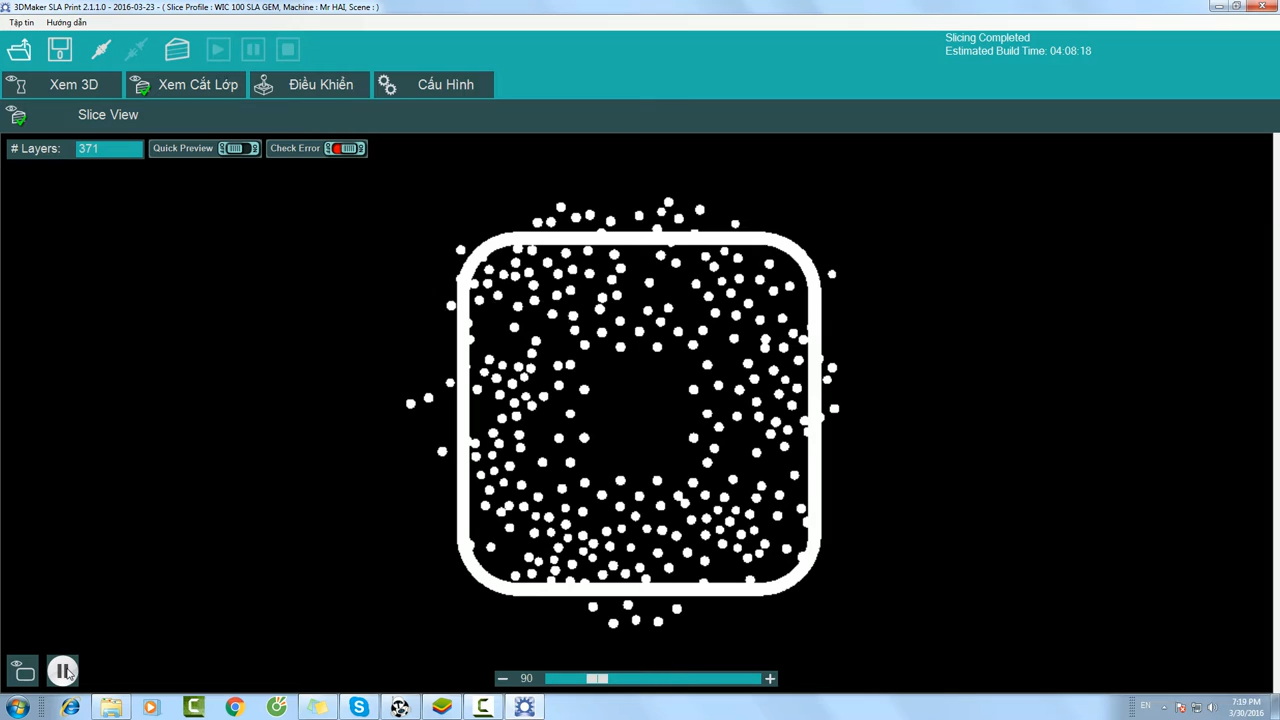 3DMaker SLA Print 2.1.1.0 - 2016-03-23 - ( Slice Profile : WIC 100 SLA GEM, Machine : Mr HAI, Scene : )
Tập tin Hướng dẫn
Slicing Completed
Estimated Build Time: 04:08:18
Xem 3D Xem Cắt Lớp Điều Khiển Cấu Hình
Slice View
# Layers: 371 Quick Preview Check Error
90
EN
7:19 PM
3/30/2016